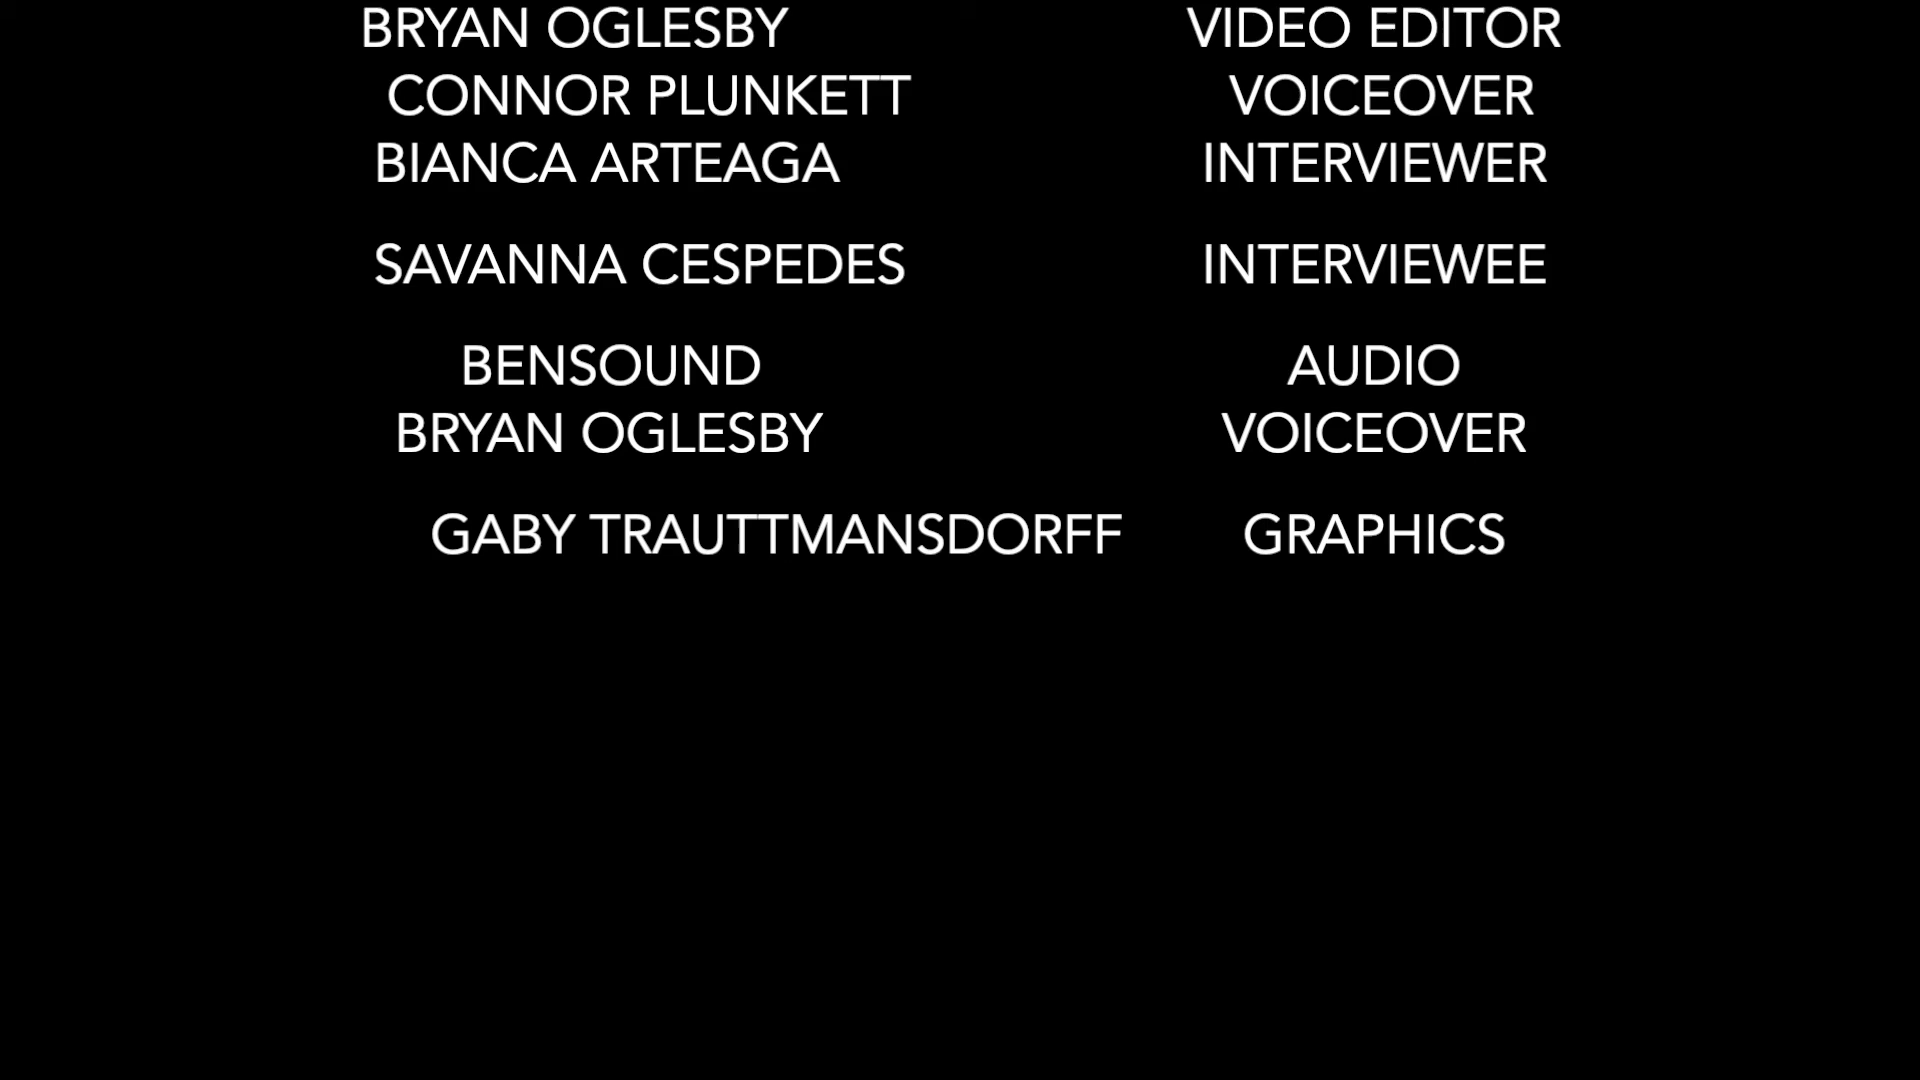 BRYAN OGLESBY VIDEO EDITOR
CONNOR PLUNKETT VOICEOVER
BIANCA ARTEAGA INTERVIEWER
SAVANNA CESPEDES INTERVIEWEE
BENSOUND AUDIO
BRYAN OGLESBY VOICEOVER
GABY TRAUTTMANSDORFF GRAPHICS